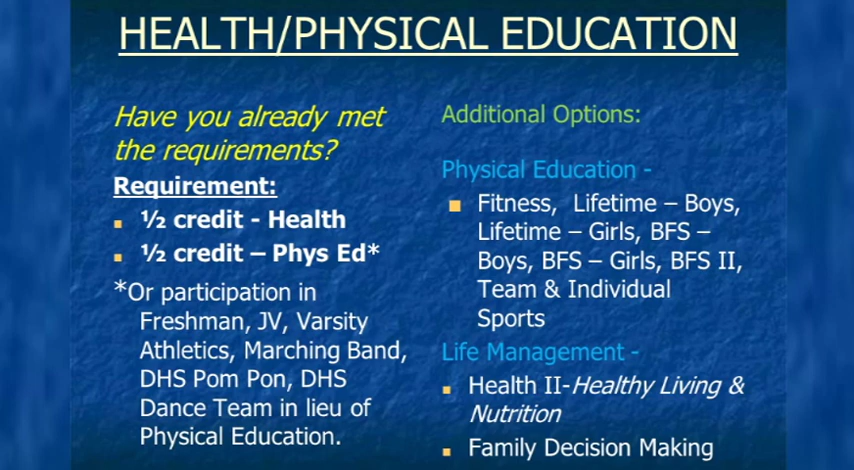 HEALTH/PHYSICAL EDUCATION
Have you already met
the requirements?
Requirement:
½ credit - Health
½ credit – Phys Ed*
*Or participation in
Freshman, JV, Varsity
Athletics, Marching Band,
DHS Pom Pon, DHS
Dance Team in lieu of
Physical Education.
Additional Options:
Physical Education -
Fitness, Lifetime – Boys,
Lifetime – Girls, BFS –
Boys, BFS – Girls, BFS II,
Team & Individual
Sports
Life Management -
Health II-Healthy Living &
Nutrition
Family Decision Making